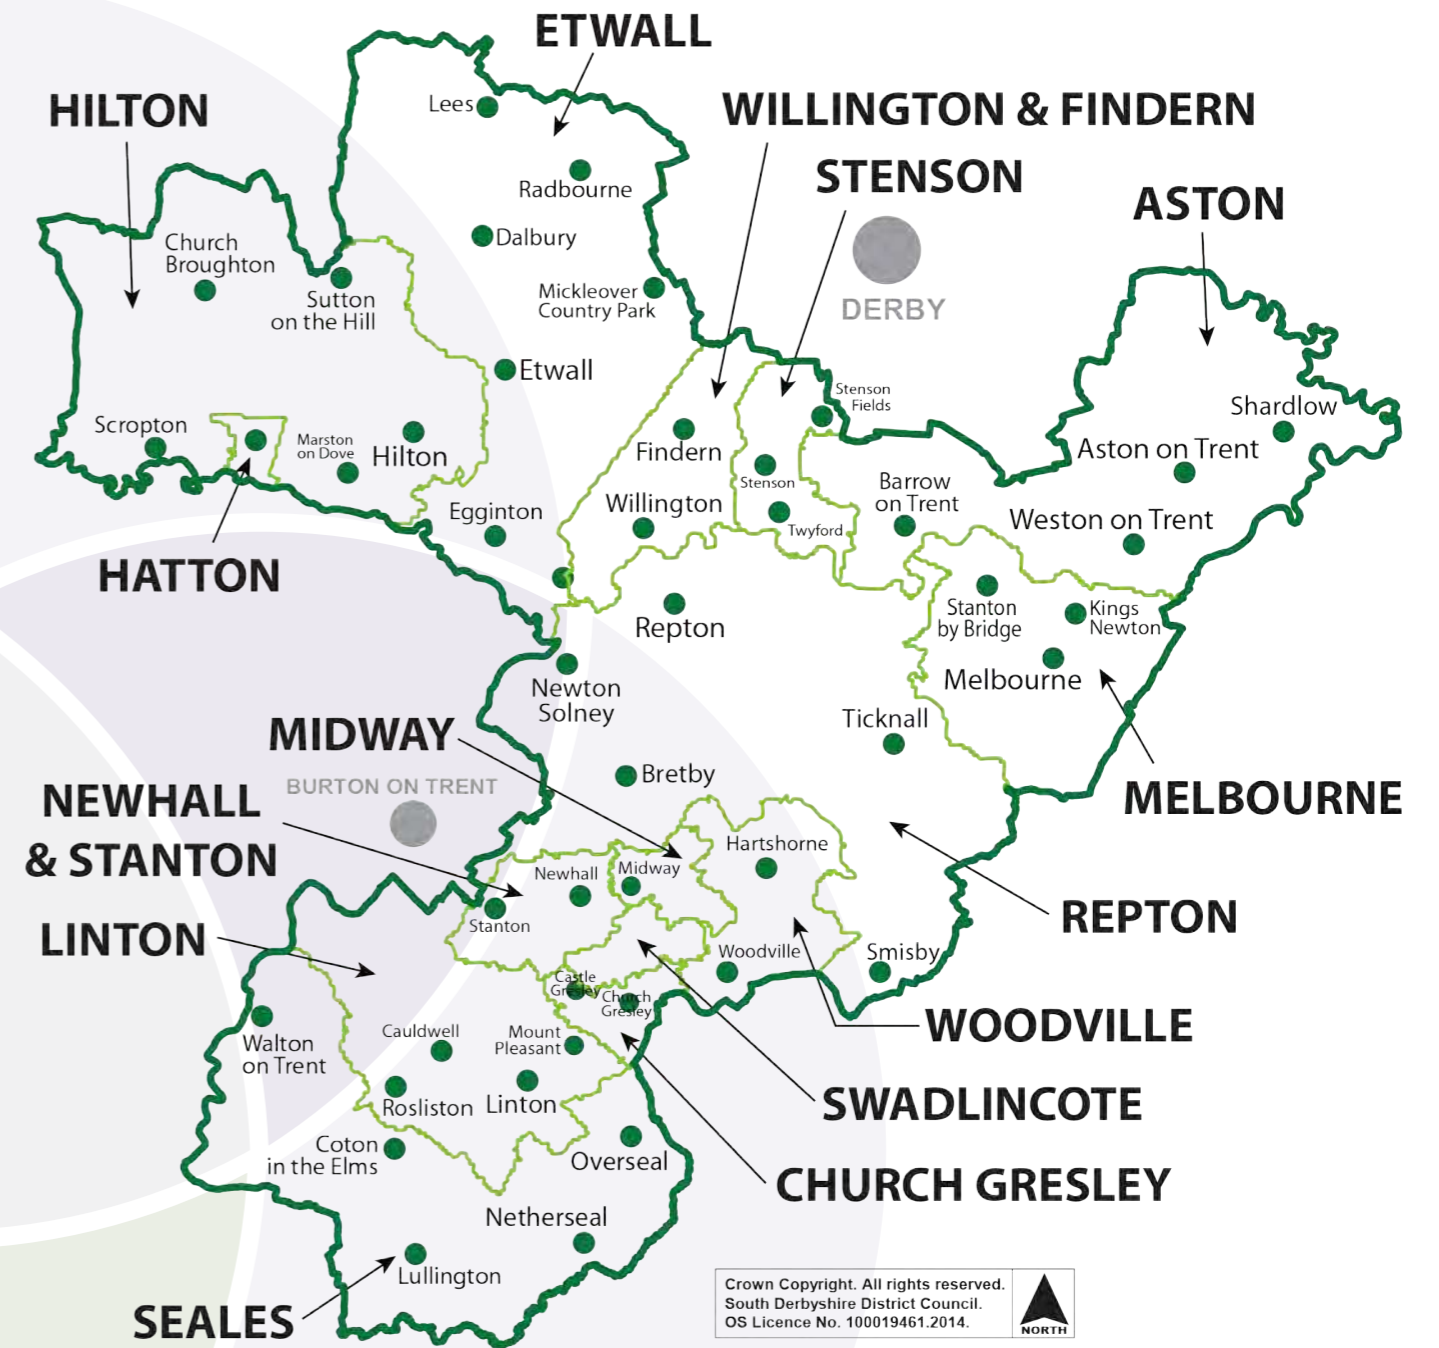 ETWALL
HILTON
WILLINGTON & FINDERN
STENSON
ASTON
Lees
Radbourne
Dalbury
DERBY
Church
Broughton
Sutton
on the Hill
Mickleover
Country Park
Etwall
Stenson
Fields
Shardlow
Scropton
Marston
on Dove
Hilton
Findern
Aston on Trent
Stenson
Barrow
on Trent
Egginton
Willington
Twyford
Weston on Trent
HATTON
Repton
Stanton
by Bridge
Kings
Newton
Melbourne
Newton
Solney
Ticknall
MIDWAY
BURTON ON TRENT
Bretby
MELBOURNE
NEWHALL
& STANTON
Hartshorne
Newhall
Midway
Stanton
LINTON
REPTON
Woodville
Smisby
Castle
Gresley
Church
Gresley
WOODVILLE
Walton
on Trent
Cauldwell
Mount
Pleasant
Rosliston
Linton
SWADLINCOTE
Coton
in the Elms
Overseal
CHURCH GRESLEY
Netherseal
Lullington
SEALES
Crown Copyright. All rights reserved.
South Derbyshire District Council.
OS Licence No. 100019461.2014.
NORTH